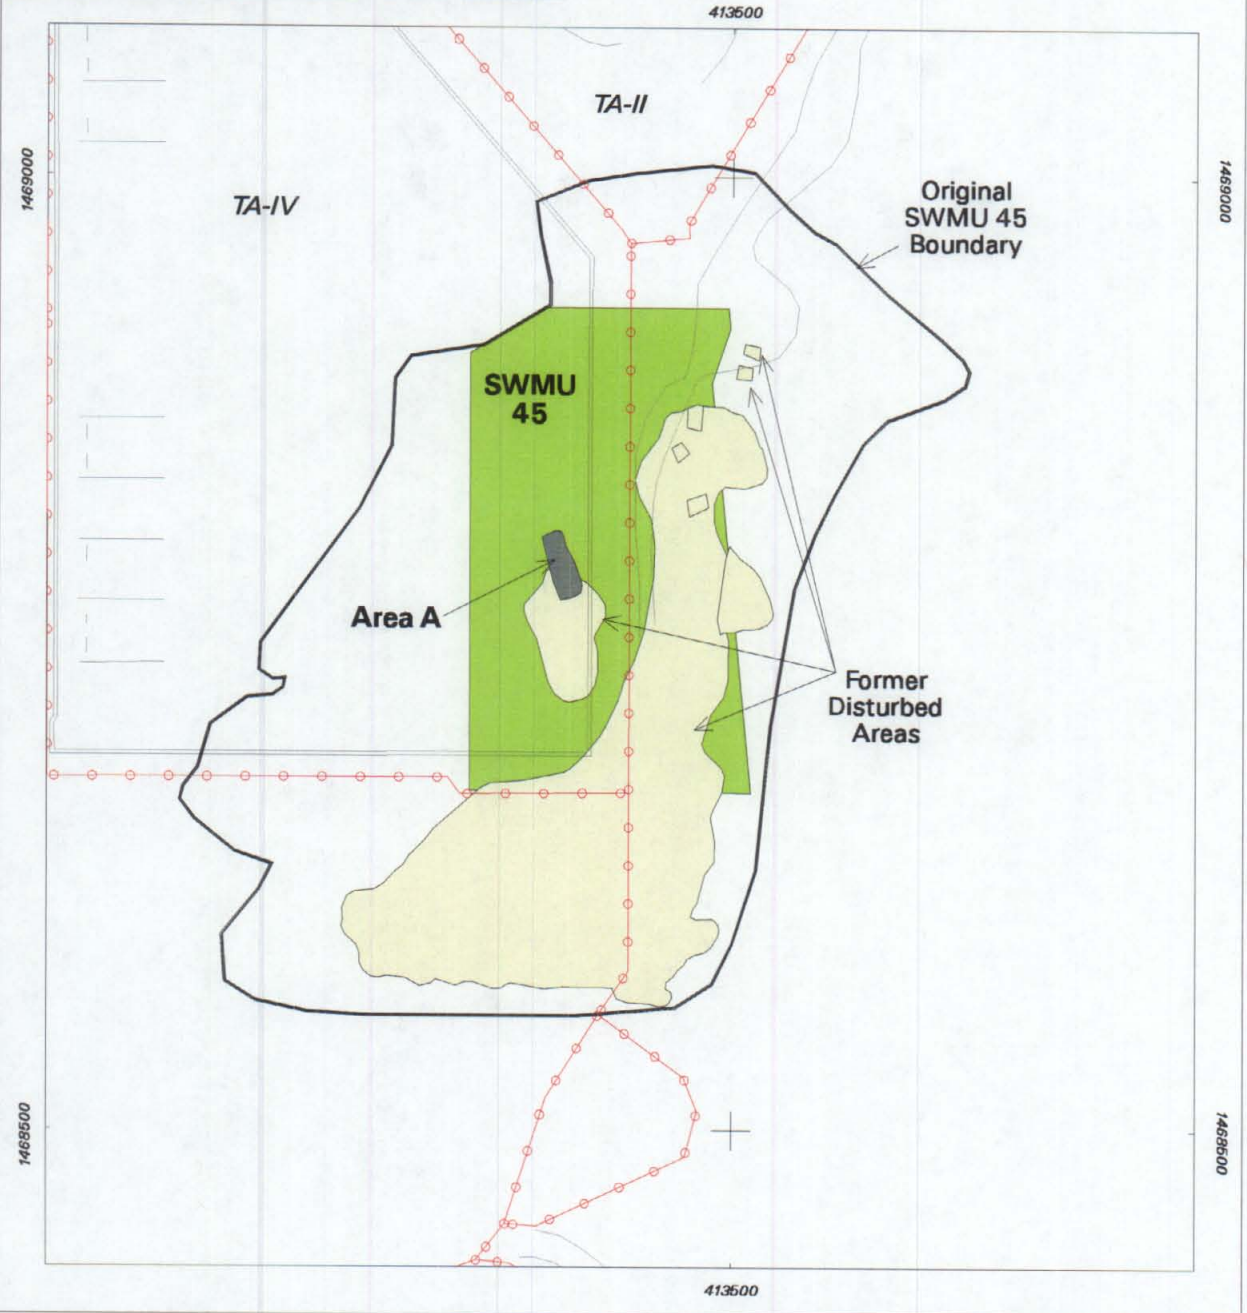 413500
TA-II
1469000
1469000
TA-IV
Original
SWMU 45
Boundary
SWMU
45
Area A
Former
Disturbed
Areas
1468500
1468500
413500